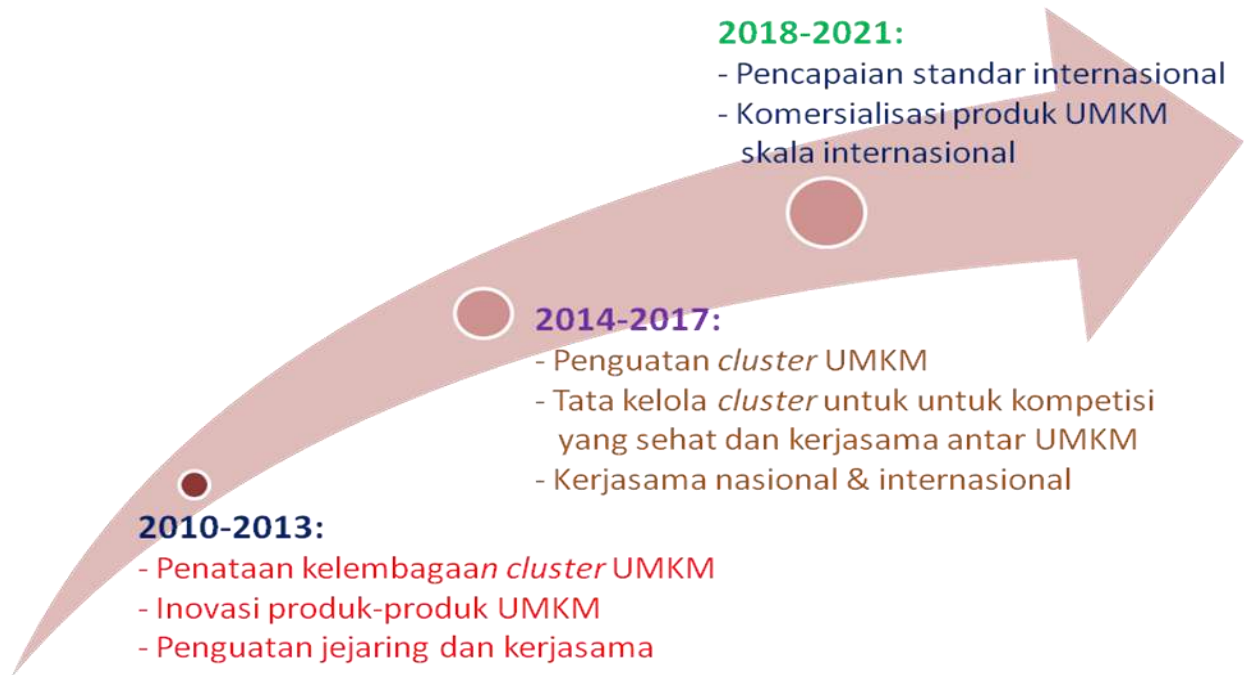 2018-2021:
- Pencapaian standar internasional
- Komersialisasi produk UMKM
skala internasional
2014-2017:
- Penguatan cluster UMKM
- Tata kelola cluster untuk untuk kompetisi
yang sehat dan kerjasama antar UMKM
- Kerjasama nasional & internasional
2010-2013:
- Penataan kelembagaan cluster UMKM
- Inovasi produk-produk UMKM
- Penguatan jejaring dan kerjasama